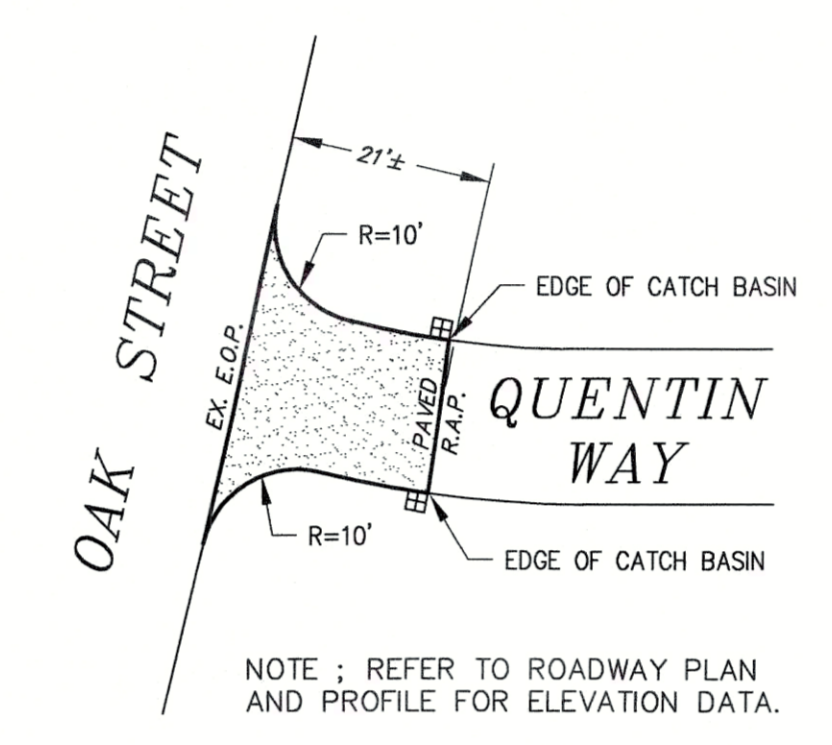 OAK STREET
21'±
R=10'
EDGE OF CATCH BASIN
EX. E.O.P.
PAVED
R.A.P.
QUENTIN
WAY
R=10'
EDGE OF CATCH BASIN
NOTE ; REFER TO ROADWAY PLAN
AND PROFILE FOR ELEVATION DATA.